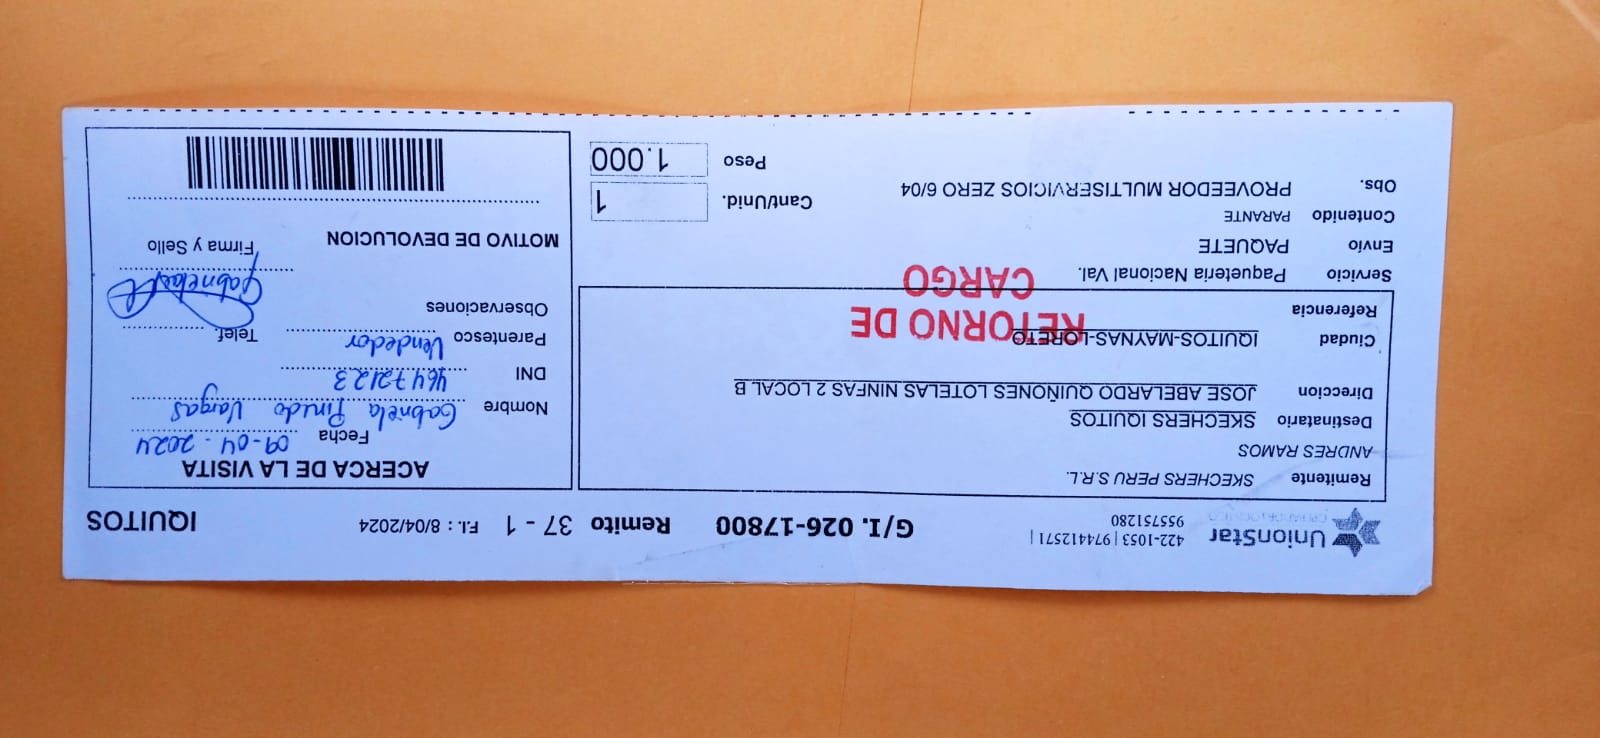 UnionStar
OPERADOR LOGISTICO
422-1053 | 974412571 |
955751280
G/I. 026-17800 Remito 37 - 1 F.I. : 8/04/2024 IQUITOS
Remitente SKECHERS PERU S.R.L.
ANDRES RAMOS
Destinatario SKECHERS IQUITOS
Direccion JOSE ABELARDO QUIÑONES LOTELAS NINFAS 2 LOCAL B
Ciudad IQUITOS-MAYNAS-LORETO
Referencia
RETORNO DE
CARGO
Servicio Paqueteria Nacional Val.
Envio PAQUETE
Contenido PARANTE
Obs. PROVEEDOR MULTISERVICIOS ZERO 6/04
Cant/Unid. 1
Peso 1.000
ACERCA DE LA VISITA
Fecha 09-04-2024
Nombre Gabriela Pinedo Vargas
DNI 46472123
Parentesco Vendedor Telef.
Observaciones
Gabriela
Firma y Sello
MOTIVO DE DEVOLUCION